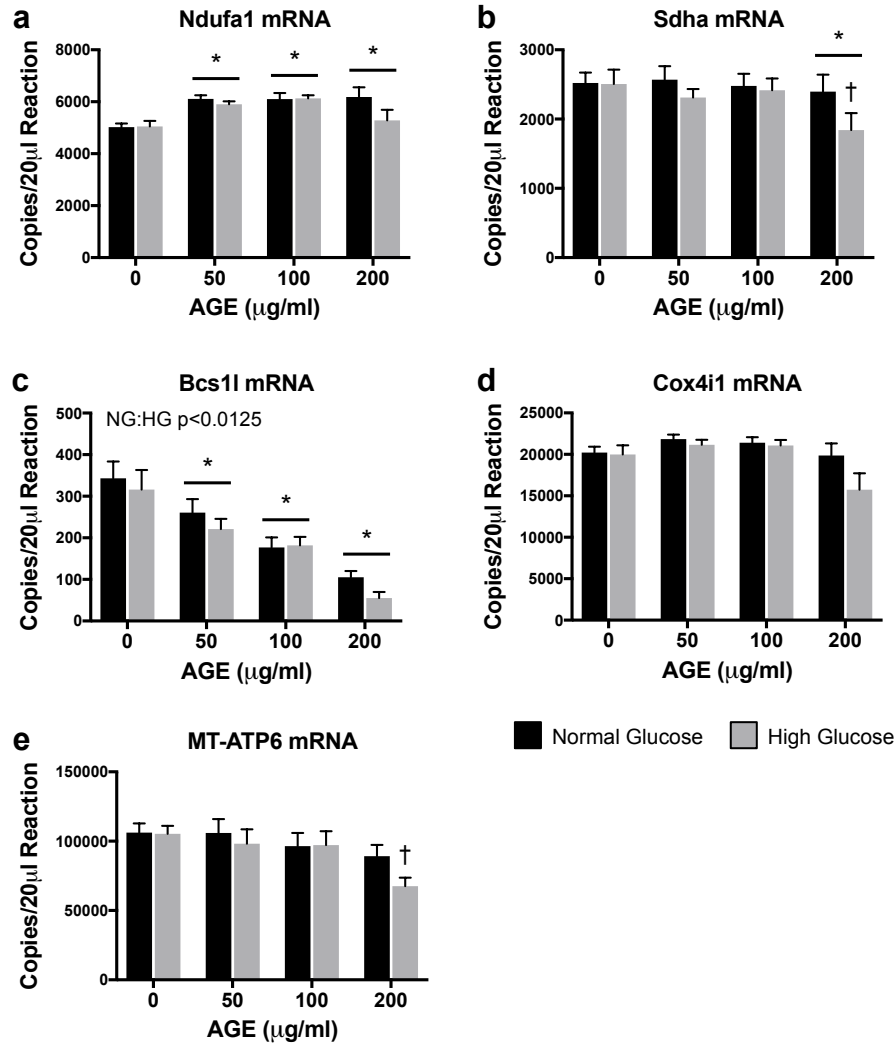 a
Ndufa1 mRNA
Copies/20μl Reaction
8000
6000
4000
2000
0
*
*
*
0 50 100 200
AGE (μg/ml)
b
Sdha mRNA
Copies/20μl Reaction
3000
2000
1000
0
*
†
0 50 100 200
AGE (μg/ml)
c
Bcs1l mRNA
NG:HG p<0.0125
Copies/20μl Reaction
500
400
300
200
100
0
*
*
*
0 50 100 200
AGE (μg/ml)
d
Cox4i1 mRNA
Copies/20μl Reaction
25000
20000
15000
10000
5000
0
0 50 100 200
AGE (μg/ml)
Normal Glucose High Glucose
e
MT-ATP6 mRNA
Copies/20μl Reaction
150000
100000
50000
0
†
0 50 100 200
AGE (μg/ml)